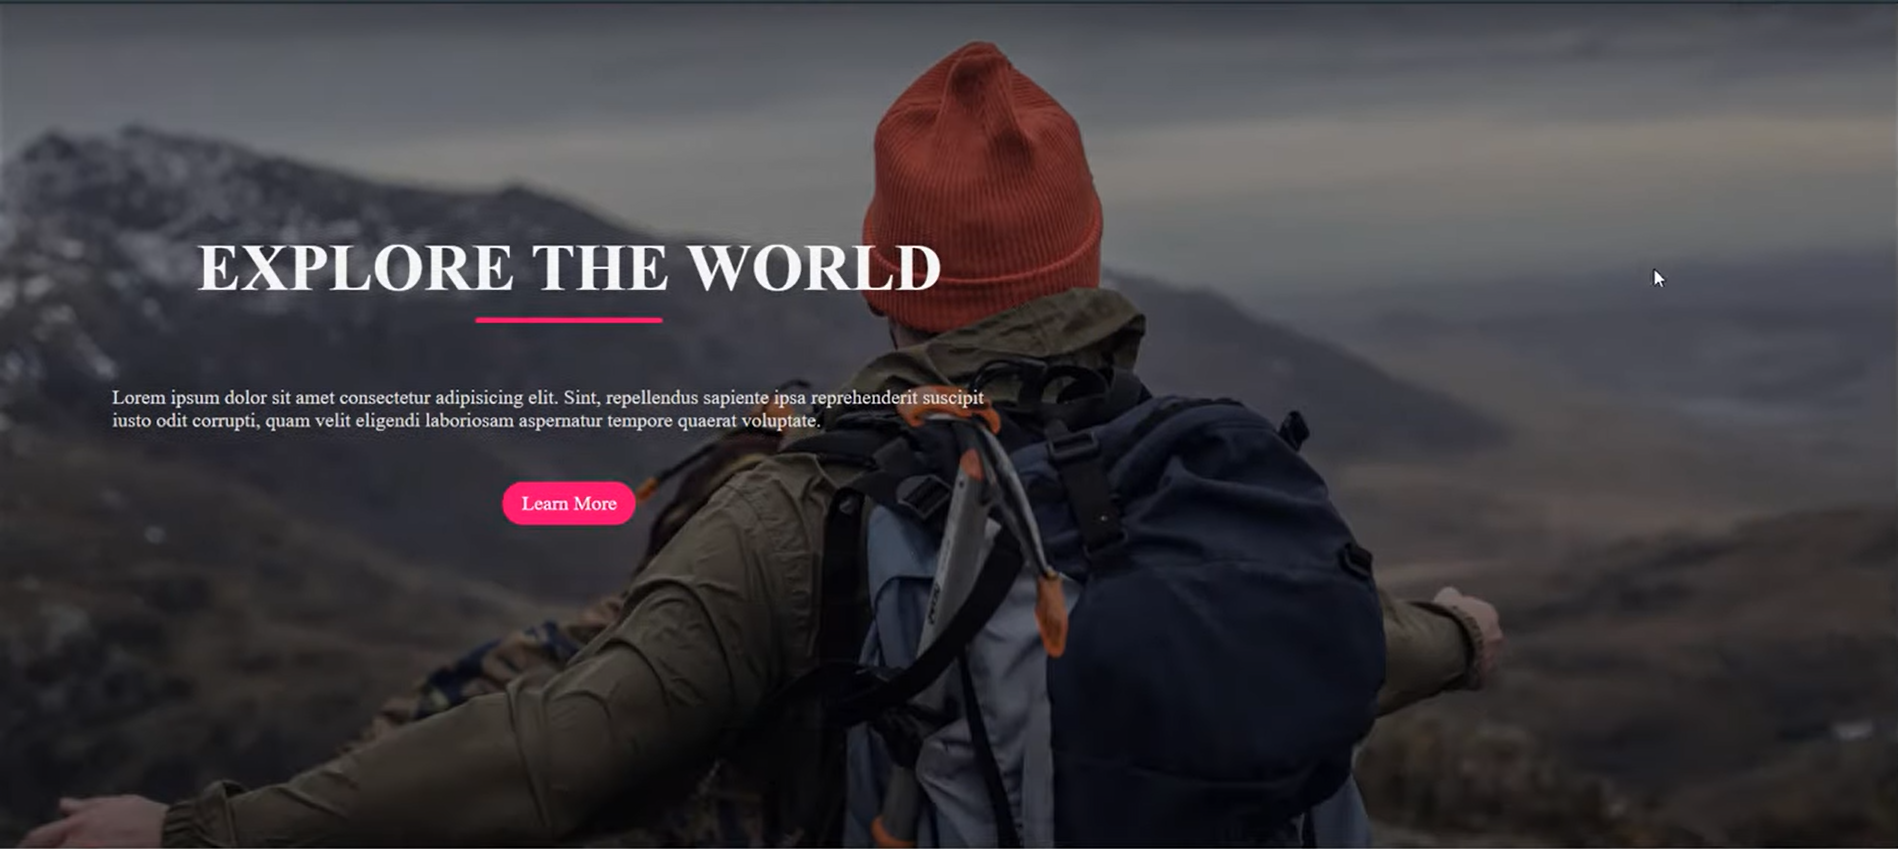 EXPLORE THE WORLD
Lorem ipsum dolor sit amet consectetur adipisicing elit. Sint, repellendus sapiente ipsa reprehenderit suscipit
iusto odit corrupti, quam velit eligendi laboriosam aspernatur tempore quaerat voluptate.
Learn More